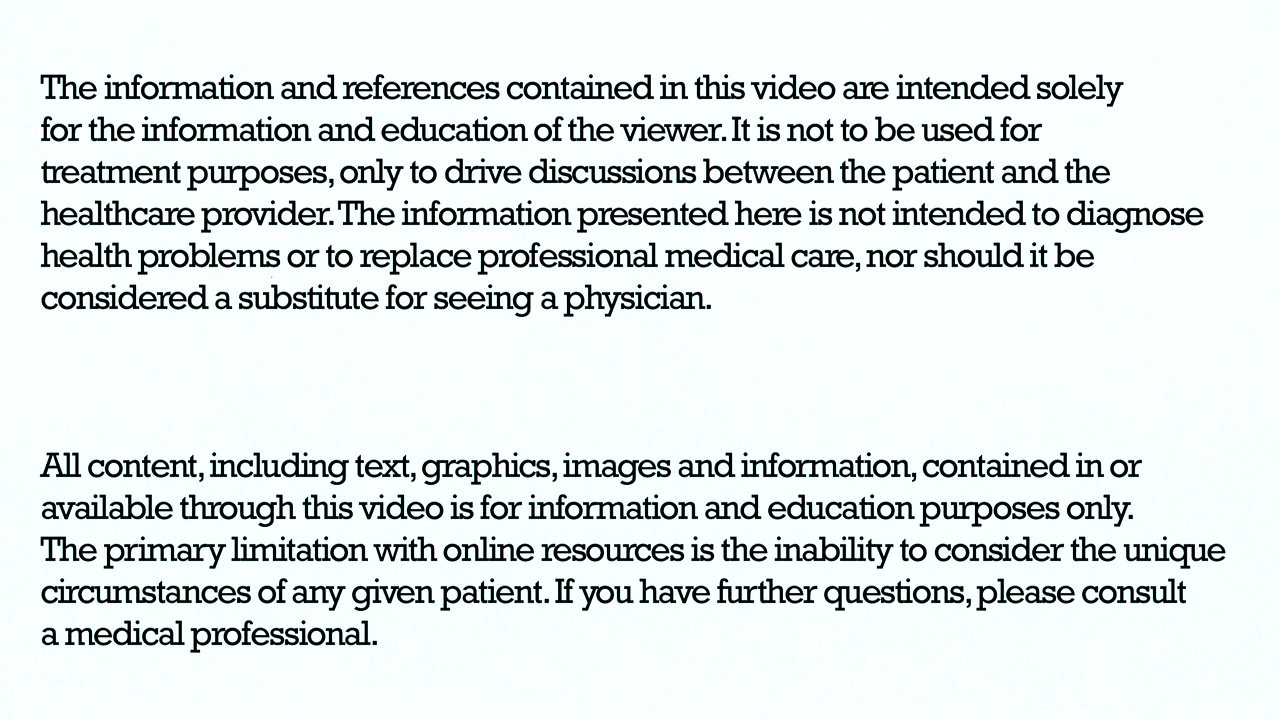 The information and references contained in this video are intended solely
for the information and education of the viewer. It is not to be used for
treatment purposes, only to drive discussions between the patient and the
healthcare provider. The information presented here is not intended to diagnose
health problems or to replace professional medical care, nor should it be
considered a substitute for seeing a physician.
All content, including text, graphics, images and information, contained in or
available through this video is for information and education purposes only.
The primary limitation with online resources is the inability to consider the unique
circumstances of any given patient. If you have further questions, please consult
a medical professional.